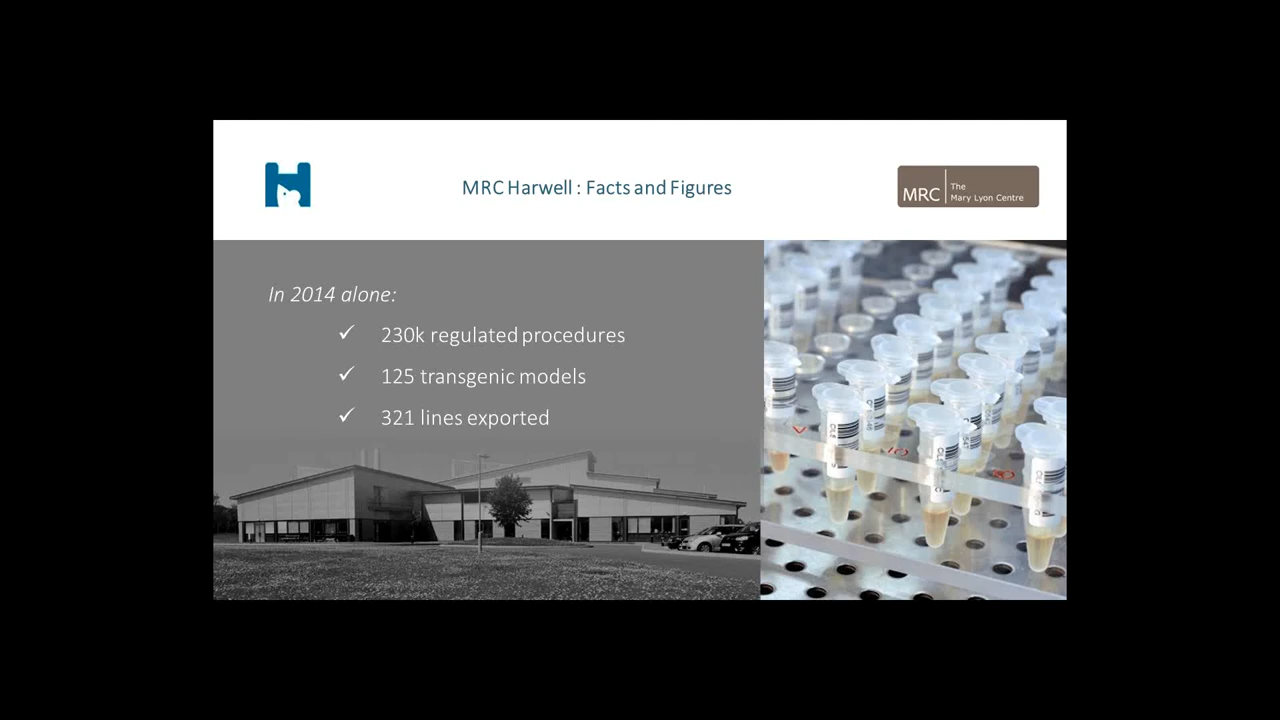 MRC Harwell : Facts and Figures
MRC
The
Mary Lyon Centre
In 2014 alone:
✓ 230k regulated procedures
✓ 125 transgenic models
✓ 321 lines exported